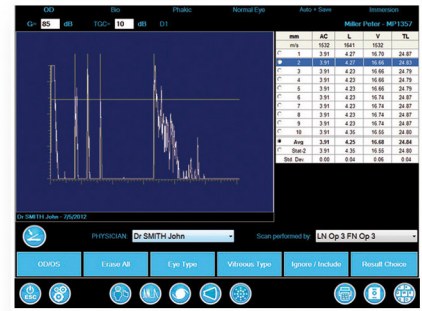 OD Bio Phakic Normal Eye Auto + Save Immersion
G= 85 dB TGC= 10 dB D1 Miller Peter - MP1357
mm AC L V TL
m/s 1532 1641 1532
1 3.91 4.27 16.70 24.87
2 3.91 4.27 16.66 24.83
3 3.91 4.23 16.66 24.79
4 3.91 4.23 16.66 24.79
5 3.91 4.23 16.66 24.79
6 3.91 4.23 16.74 24.87
7 3.91 4.23 16.74 24.87
8 3.91 4.23 16.74 24.87
9 3.91 4.23 16.74 24.87
10 3.91 4.35 16.55 24.80
Avg 3.91 4.25 16.68 24.84
Stat-2 3.91 4.35 16.55 24.80
Std. Dev. 0.00 0.04 0.06 0.04
Dr SMITH John - 7/5/2012
PHYSICIAN Dr SMITH John Scan performed by LN Op 3 FN Op 3
OD/OS Erase All Eye Type Vitreous Type Ignore / Include Result Choice
ESC